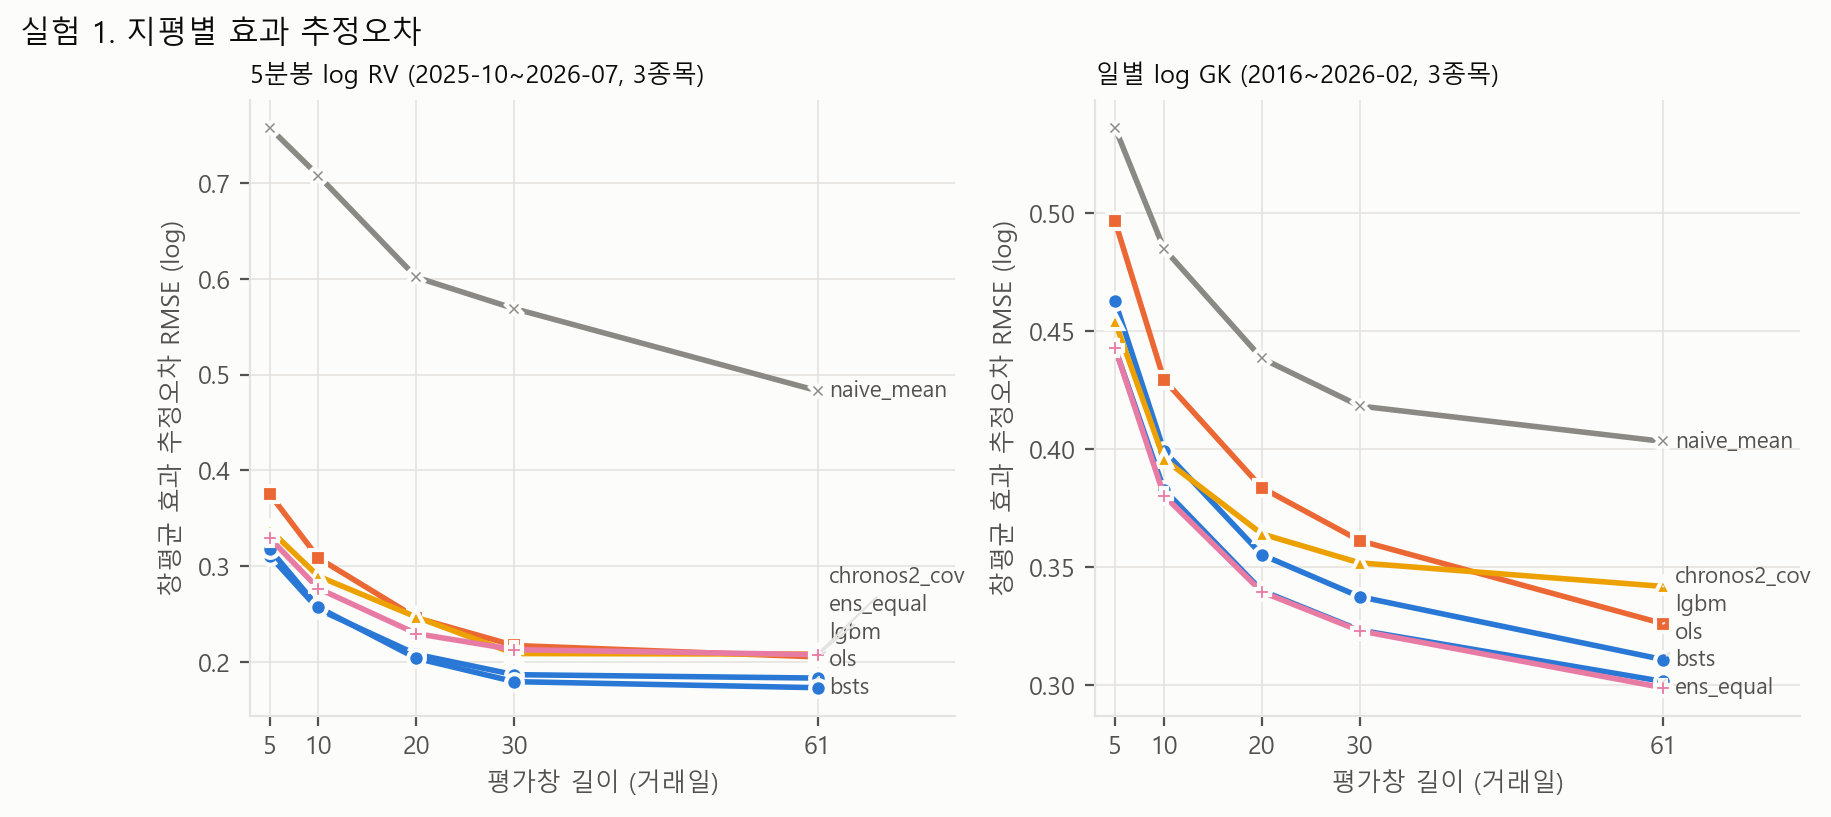 실험 1. 지평별 효과 추정오차
5분봉 log RV (2025-10~2026-07, 3종목)
창평균 효과 추정오차 RMSE (log)
0.7
0.6
0.5
0.4
0.3
0.2
naive_mean
chronos2_cov
ens_equal
lgbm
ols
bsts
5 10 20 30 61
평가창 길이 (거래일)
일별 log GK (2016~2026-02, 3종목)
창평균 효과 추정오차 RMSE (log)
0.50
0.45
0.40
0.35
0.30
naive_mean
chronos2_cov
lgbm
ols
bsts
ens_equal
5 10 20 30 61
평가창 길이 (거래일)